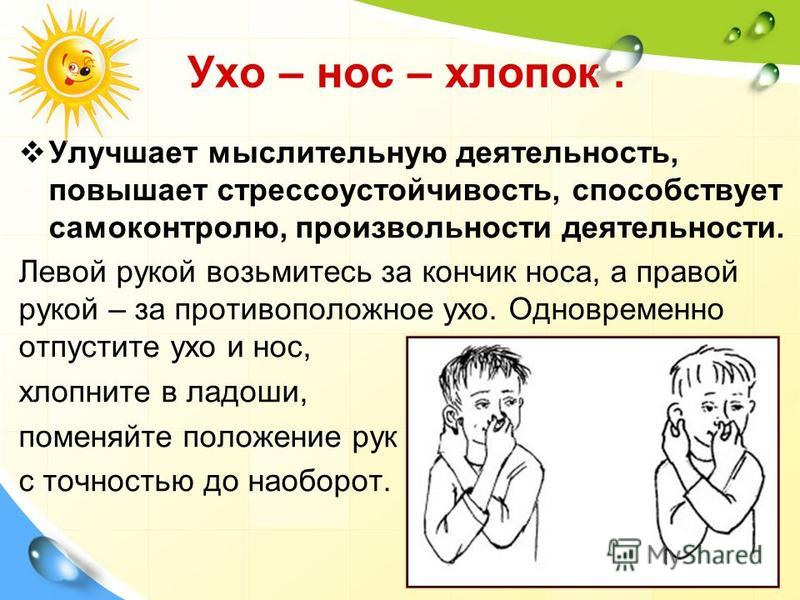 Ухо – нос – хлопок .
❖Улучшает мыслительную деятельность,
повышает стрессоустойчивость, способствует
самоконтролю, произвольности деятельности.
Левой рукой возьмитесь за кончик носа, а правой
рукой – за противоположное ухо. Одновременно
отпустите ухо и нос,
хлопните в ладоши,
поменяйте положение рук
с точностью до наоборот.
MyShared